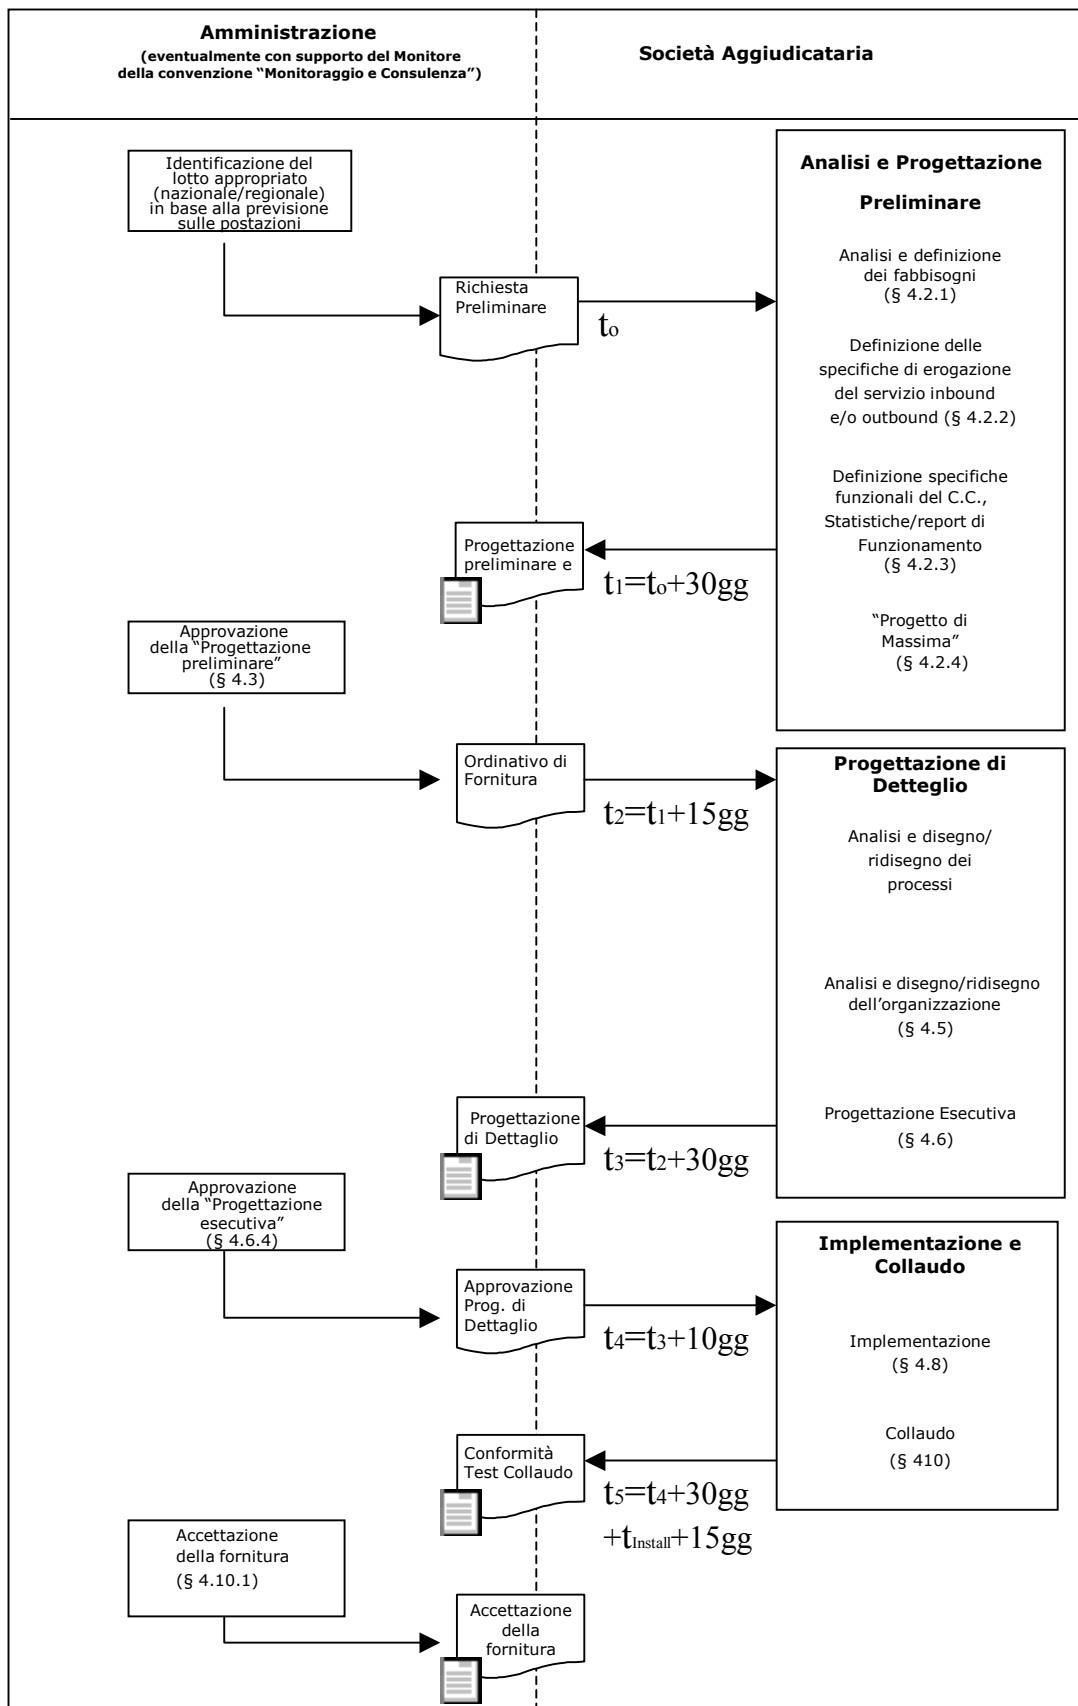 Amministrazione
(eventualmente con supporto del Monitore
della convenzione “Monitoraggio e Consulenza”)
Società Aggiudicataria
Identificazione del
lotto appropriato
(nazionale/regionale)
in base alla previsione
sulle postazioni
Richiesta
Preliminare
to
Analisi e Progettazione
Preliminare
Analisi e definizione
dei fabbisogni
(§ 4.2.1)
Definizione delle
specifiche di erogazione
del servizio inbound
e/o outbound (§ 4.2.2)
Definizione specifiche
funzionali del C.C.,
Statistiche/report di
Funzionamento
(§ 4.2.3)
“Progetto di
Massima”
(§ 4.2.4)
Progettazione
preliminare e
t1=to+30gg
Approvazione
della “Progettazione
preliminare”
(§ 4.3)
Ordinativo di
Fornitura
t2=t1+15gg
Progettazione di
Detteglio
Analisi e disegno/
ridisegno dei
processi
Analisi e disegno/ridisegno
dell’organizzazione
(§ 4.5)
Progettazione Esecutiva
(§ 4.6)
Progettazione
di Dettaglio
t3=t2+30gg
Approvazione
della “Progettazione
esecutiva”
(§ 4.6.4)
Approvazione
Prog. di
Dettaglio
t4=t3+10gg
Implementazione e
Collaudo
Implementazione
(§ 4.8)
Collaudo
(§ 410)
Conformità
Test Collaudo
t5=t4+30gg
+tInstall+15gg
Accettazione
della fornitura
(§ 4.10.1)
Accettazione
della
fornitura